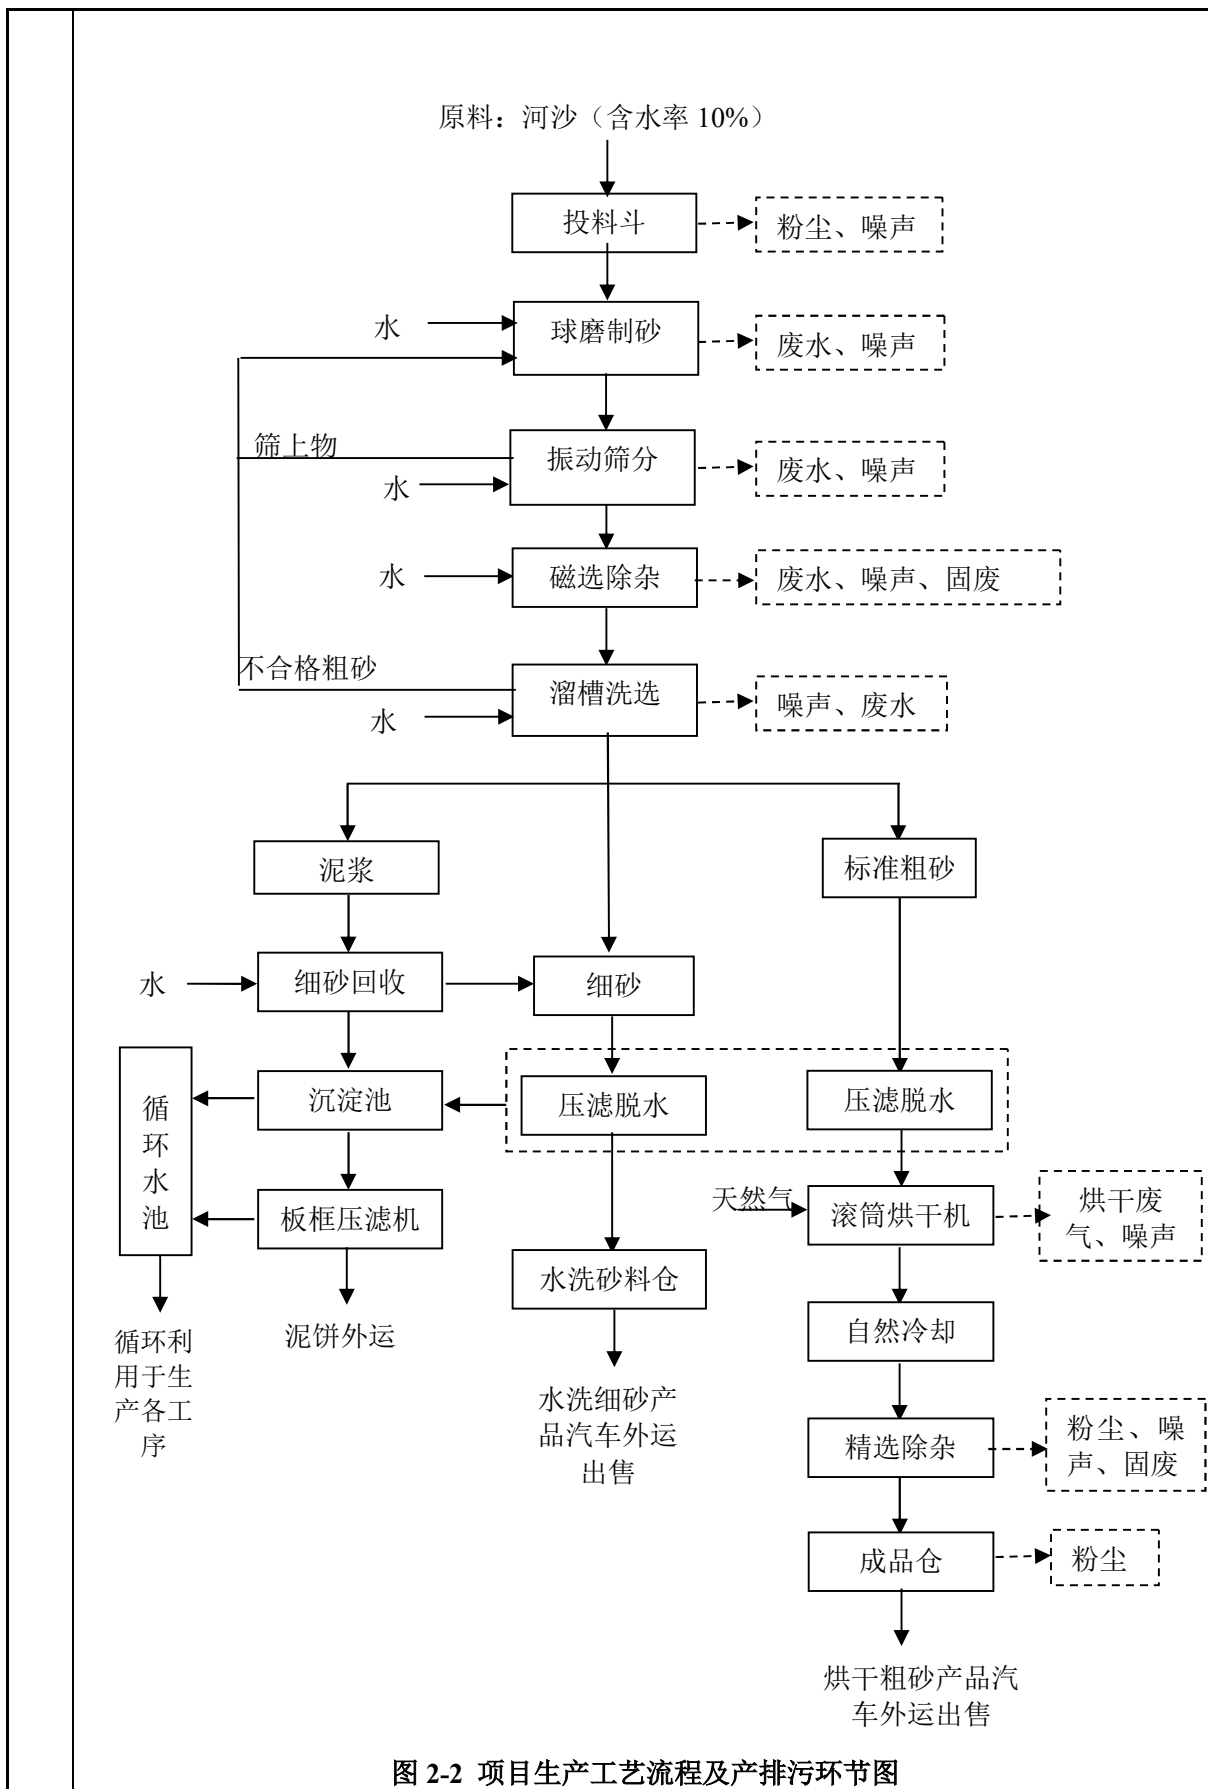 原料：河沙（含水率 10%）
投料斗
粉尘、噪声
水
球磨制砂
废水、噪声
筛上物
振动筛分
废水、噪声
水
磁选除杂
废水、噪声、固废
水
不合格粗砂
溜槽洗选
噪声、废水
水
泥浆
标准粗砂
水
细砂回收
细砂
循
环
水
池
沉淀池
压滤脱水
压滤脱水
板框压滤机
天然气
滚筒烘干机
烘干废
气、噪声
水洗砂料仓
循环利
用于生
产各工
序
泥饼外运
自然冷却
水洗细砂产
品汽车外运
出售
精选除杂
粉尘、噪
声、固废
成品仓
粉尘
烘干粗砂产品汽
车外运出售
图 2-2 项目生产工艺流程及产排污环节图